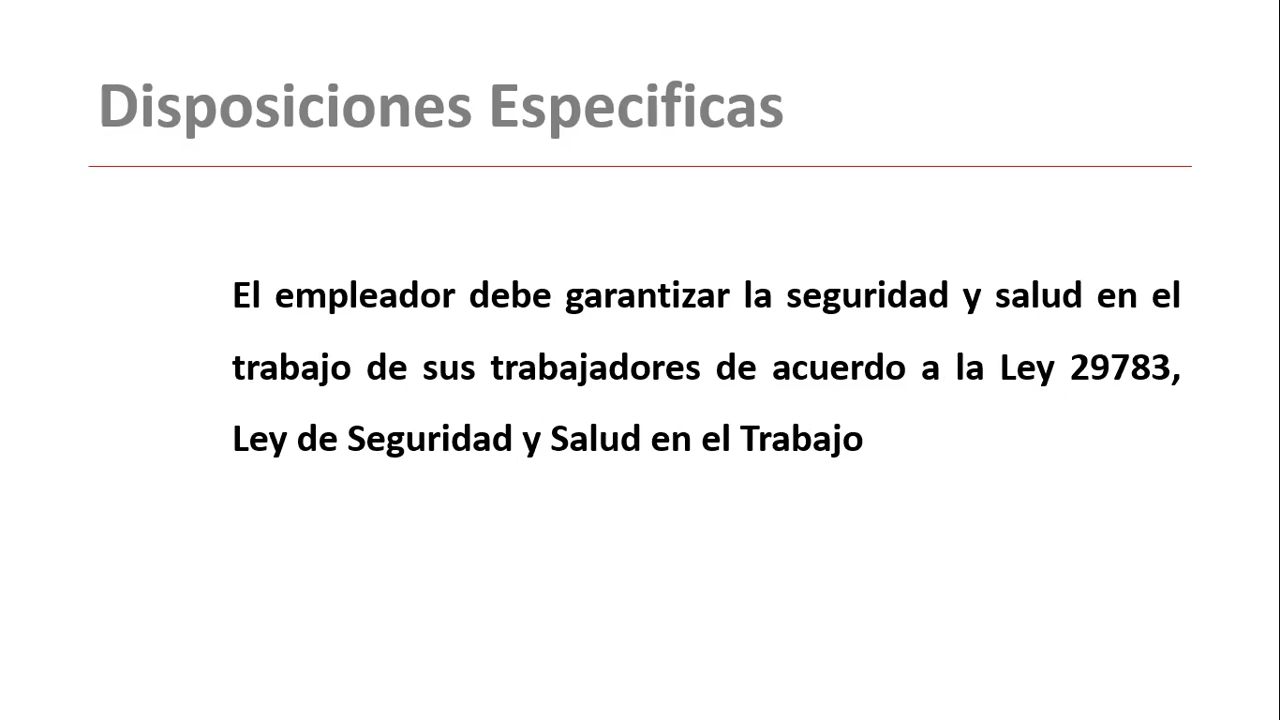 Disposiciones Especificas
El empleador debe garantizar la seguridad y salud en el
trabajo de sus trabajadores de acuerdo a la Ley 29783,
Ley de Seguridad y Salud en el Trabajo